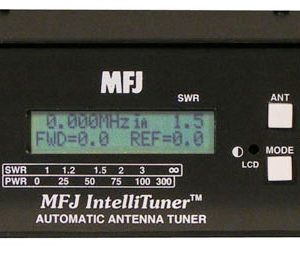 MFJ
SWR
ANT
0.000MHz iA 1.5
FWD=0.0 REF=0.0
MODE
LCD
SWR 1 1.2 1.5 2 3 ∞
PWR 0 25 50 75 100 300
MFJ IntelliTuner™
AUTOMATIC ANTENNA TUNER